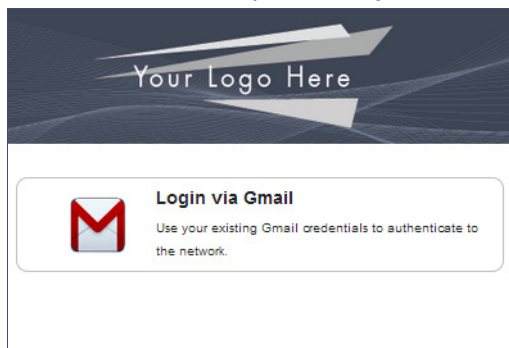 Your Logo Here
Login via Gmail
Use your existing Gmail credentials to authenticate to
the network.